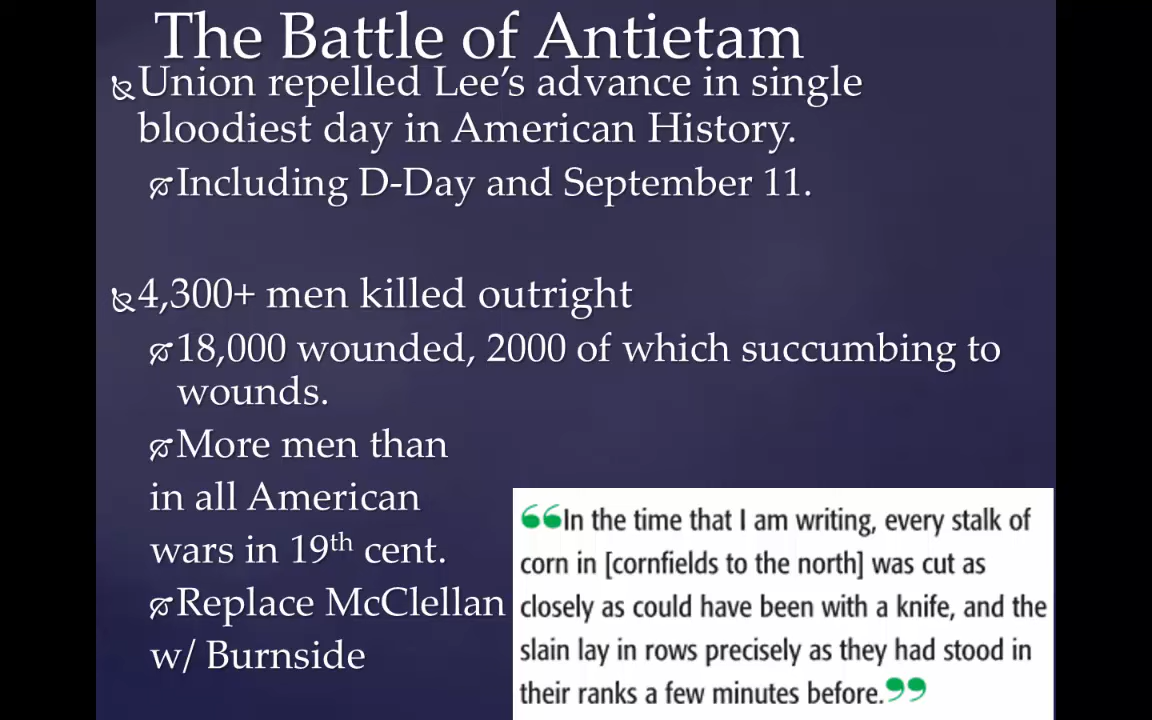 The Battle of Antietam
Union repelled Lee's advance in single
bloodiest day in American History.
Including D-Day and September 11.
4,300+ men killed outright
18,000 wounded, 2000 of which succumbing to
wounds.
More men than
in all American
wars in 19th cent.
Replace McClellan
w/ Burnside
“In the time that I am writing, every stalk of
corn in [cornfields to the north] was cut as
closely as could have been with a knife, and the
slain lay in rows precisely as they had stood in
their ranks a few minutes before.”